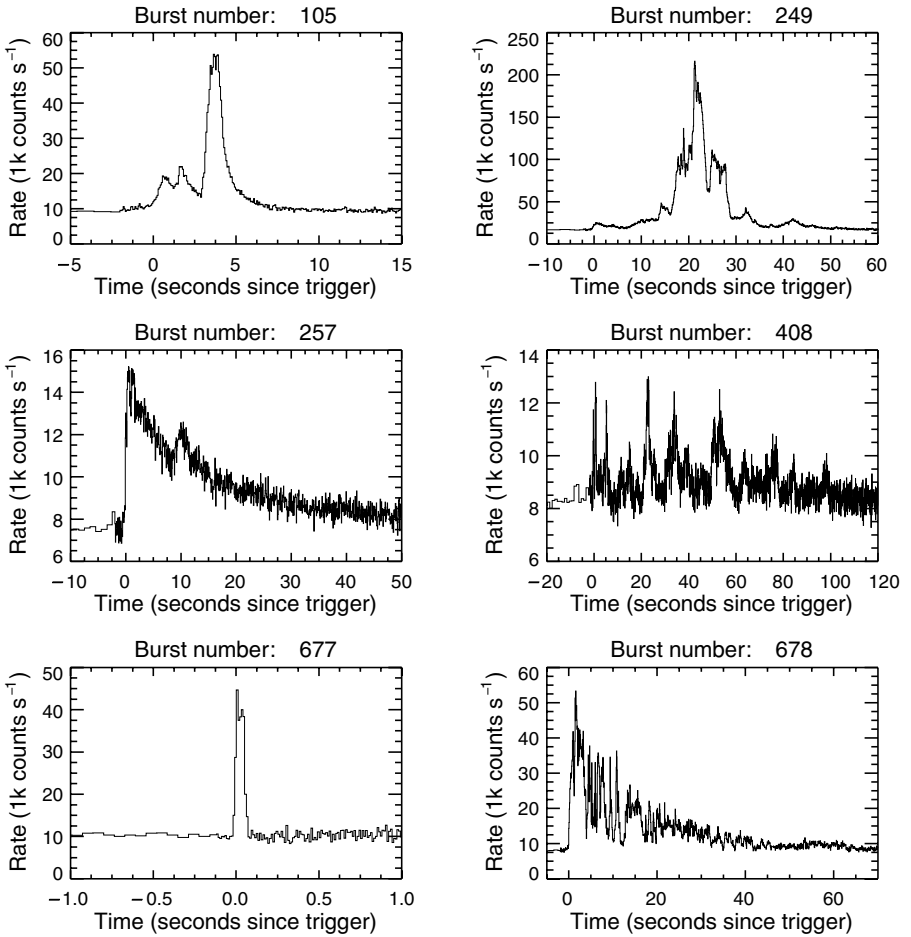 Burst number: 105
Rate (1k counts s⁻¹)
60
50
40
30
20
10
0
−5 0 5 10 15
Time (seconds since trigger)
Burst number: 249
Rate (1k counts s⁻¹)
250
200
150
100
50
0
−10 0 10 20 30 40 50 60
Time (seconds since trigger)
Burst number: 257
Rate (1k counts s⁻¹)
16
14
12
10
8
6
−10 0 10 20 30 40 50
Time (seconds since trigger)
Burst number: 408
Rate (1k counts s⁻¹)
14
12
10
8
6
−20 0 20 40 60 80 100 120
Time (seconds since trigger)
Burst number: 677
Rate (1k counts s⁻¹)
50
40
30
20
10
0
−1.0 −0.5 0.0 0.5 1.0
Time (seconds since trigger)
Burst number: 678
Rate (1k counts s⁻¹)
60
50
40
30
20
10
0
0 20 40 60
Time (seconds since trigger)